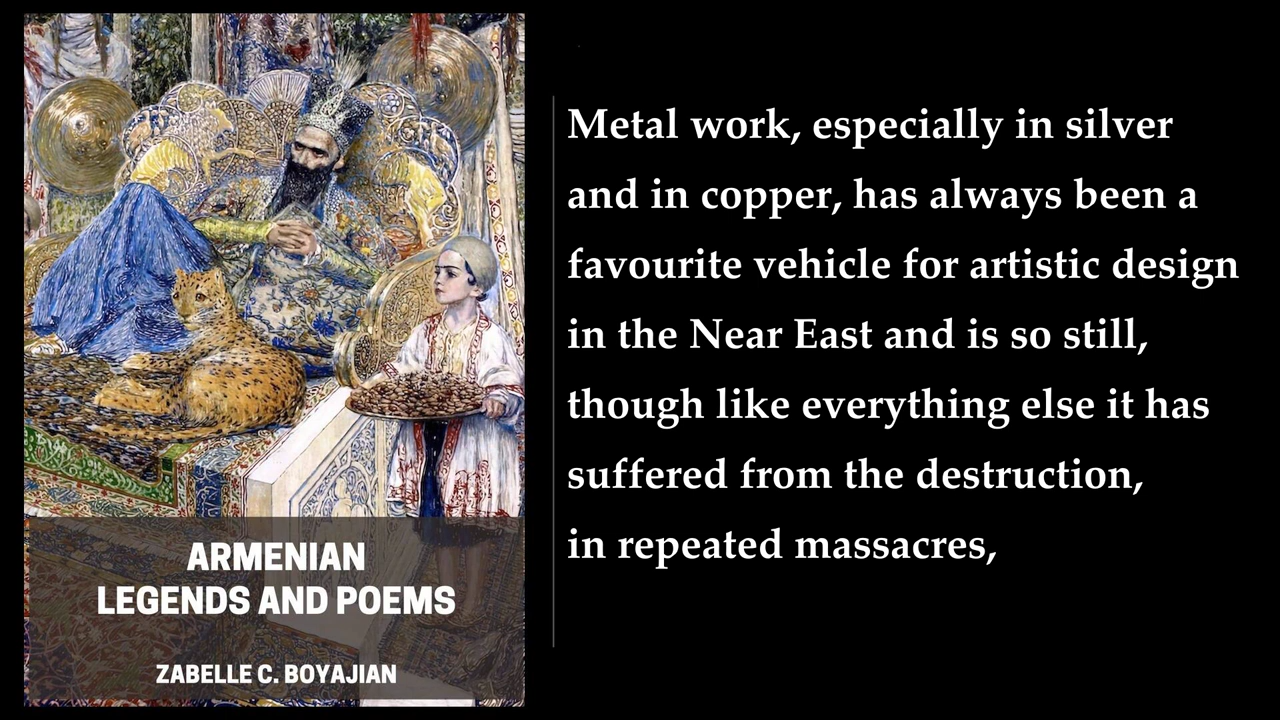 Metal work, especially in silver
and in copper, has always been a
favourite vehicle for artistic design
in the Near East and is so still,
though like everything else it has
suffered from the destruction,
in repeated massacres,
ARMENIAN
LEGENDS AND POEMS
ZABELLE C. BOYAJIAN